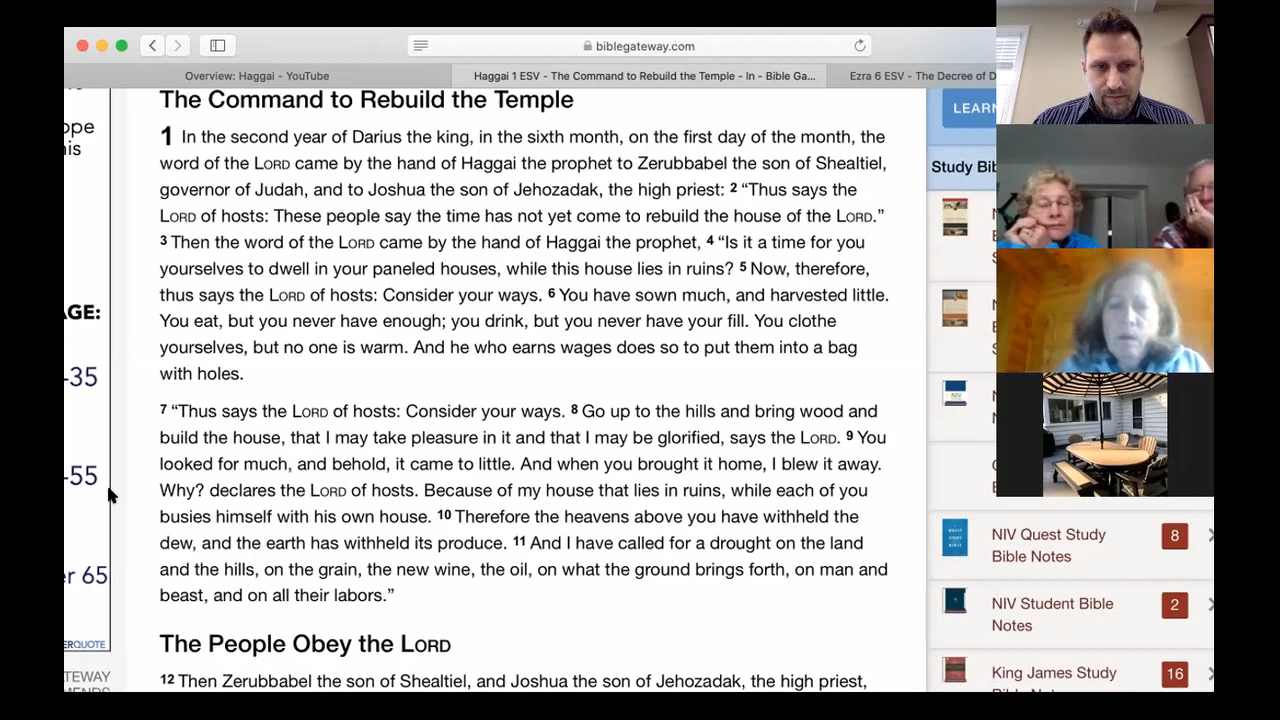 biblegateway.com
Overview: Haggai - YouTube
Haggai 1 ESV - The Command to Rebuild the Temple - In - Bible Ga...
Ezra 6 ESV - The Decree of D
The Command to Rebuild the Temple
1 In the second year of Darius the king, in the sixth month, on the first day of the month, the
word of the LORD came by the hand of Haggai the prophet to Zerubbabel the son of Shealtiel,
governor of Judah, and to Joshua the son of Jehozadak, the high priest: 2 “Thus says the
LORD of hosts: These people say the time has not yet come to rebuild the house of the LORD.”
3 Then the word of the LORD came by the hand of Haggai the prophet, 4 “Is it a time for you
yourselves to dwell in your paneled houses, while this house lies in ruins? 5 Now, therefore,
thus says the LORD of hosts: Consider your ways. 6 You have sown much, and harvested little.
You eat, but you never have enough; you drink, but you never have your fill. You clothe
yourselves, but no one is warm. And he who earns wages does so to put them into a bag
with holes.
7 “Thus says the LORD of hosts: Consider your ways. 8 Go up to the hills and bring wood and
build the house, that I may take pleasure in it and that I may be glorified, says the LORD. 9 You
looked for much, and behold, it came to little. And when you brought it home, I blew it away.
Why? declares the LORD of hosts. Because of my house that lies in ruins, while each of you
busies himself with his own house. 10 Therefore the heavens above you have withheld the
dew, and the earth has withheld its produce. 11 And I have called for a drought on the land
and the hills, on the grain, the new wine, the oil, on what the ground brings forth, on man and
beast, and on all their labors.”
The People Obey the LORD
12 Then Zerubbabel the son of Shealtiel, and Joshua the son of Jehozadak, the high priest,
ope
his
AGE:
-35
-55
er 65
ERQUOTE
TEWAY
MENDS
LEARN
Study Bib
NIV Quest Study
Bible Notes
8
NIV Student Bible
Notes
2
King James Study
16